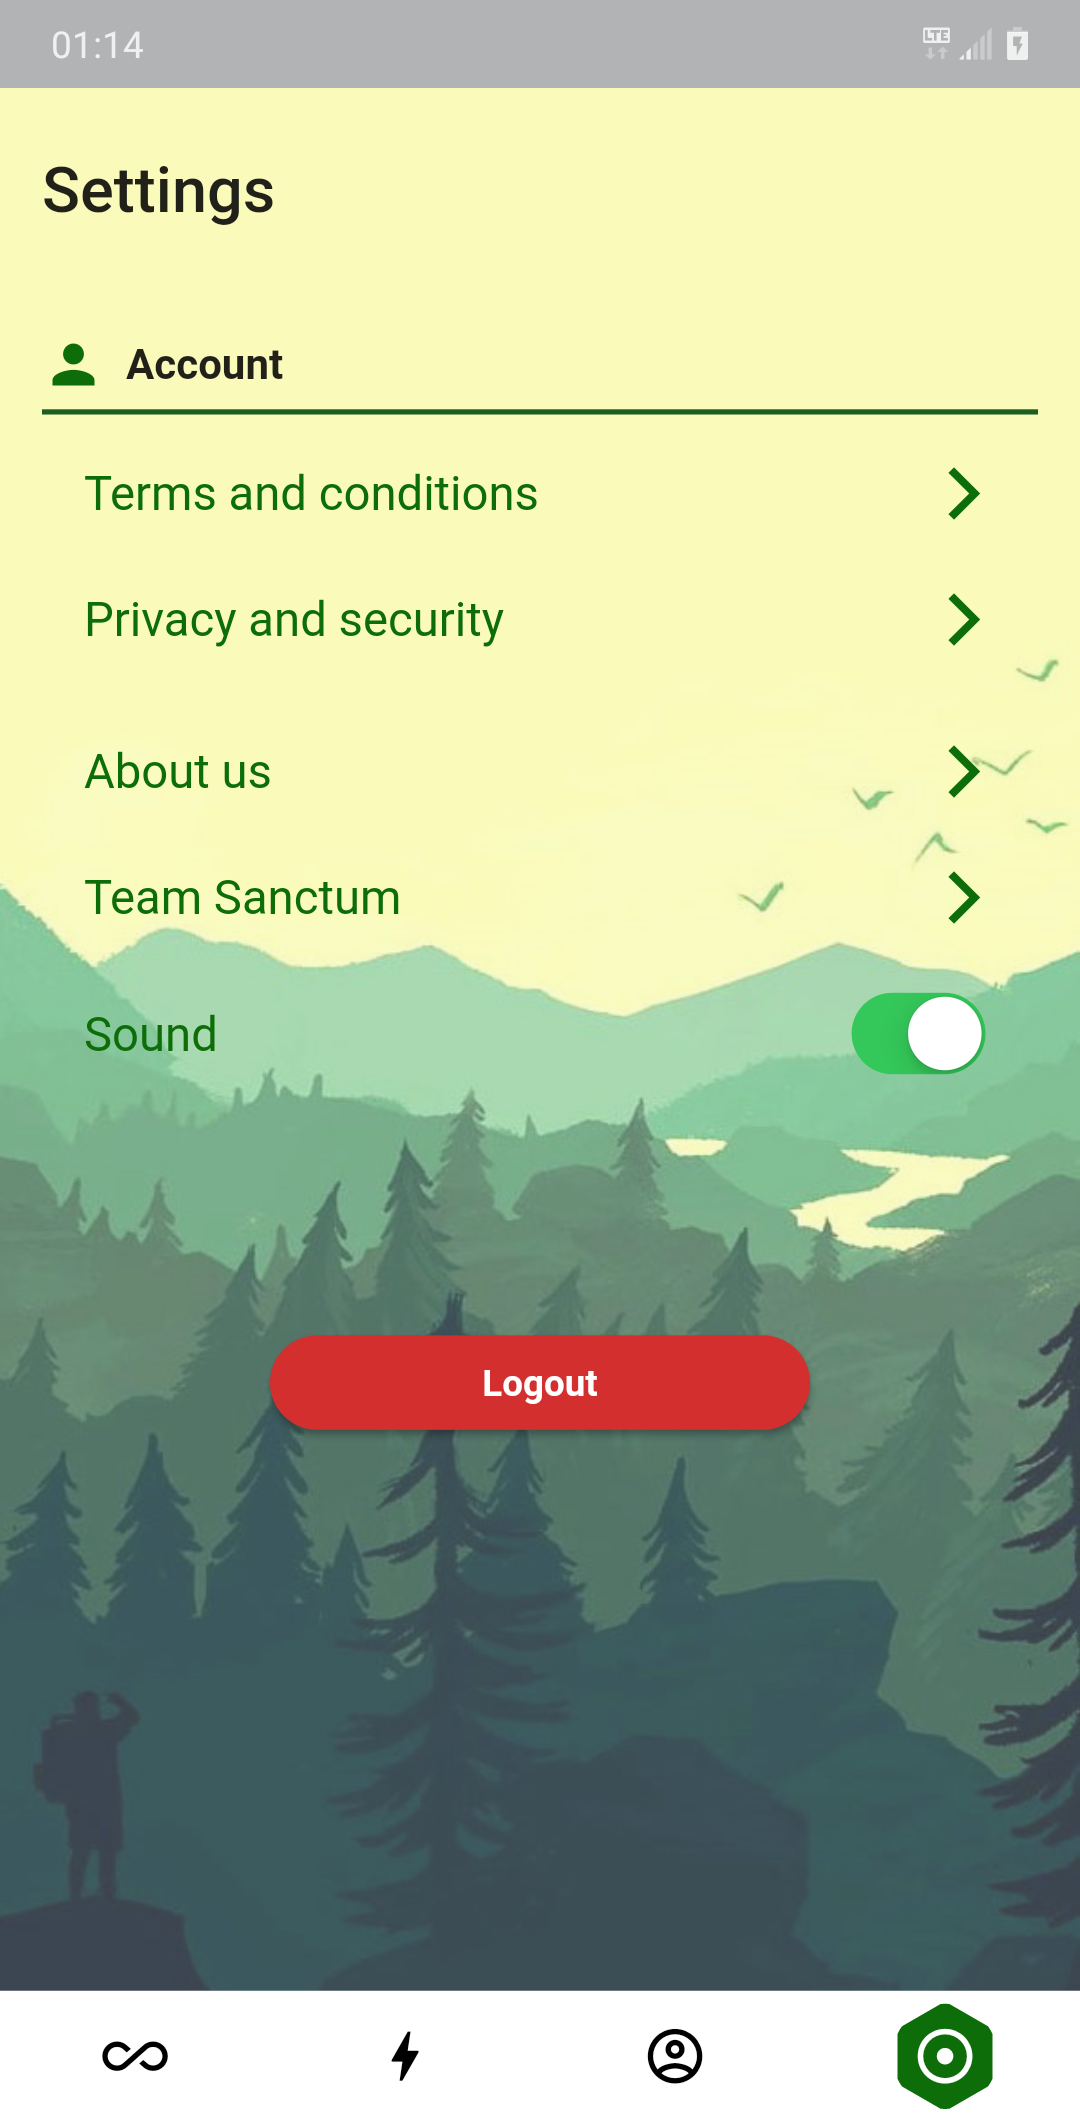 01:14
LTE
Settings
Account
Terms and conditions
Privacy and security
About us
Team Sanctum
Sound
Logout